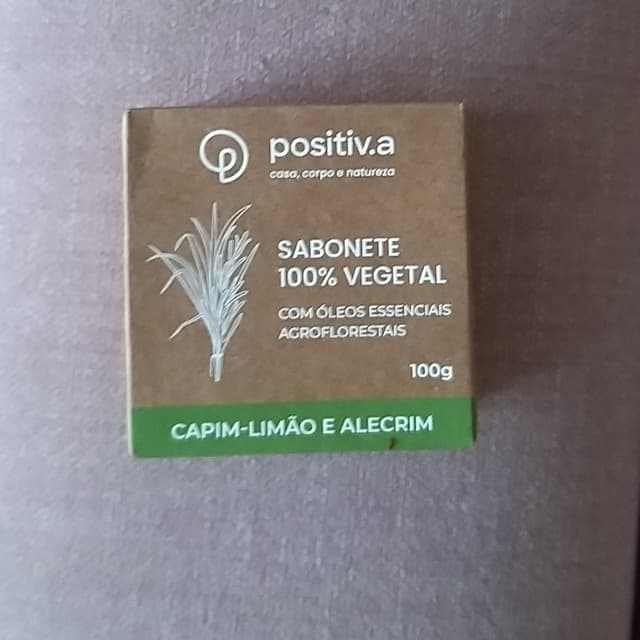 positiv.a
casa, corpo e natureza
SABONETE
100% VEGETAL
COM ÓLEOS ESSENCIAIS
AGROFLORESTAIS
100g
CAPIM-LIMÃO E ALECRIM